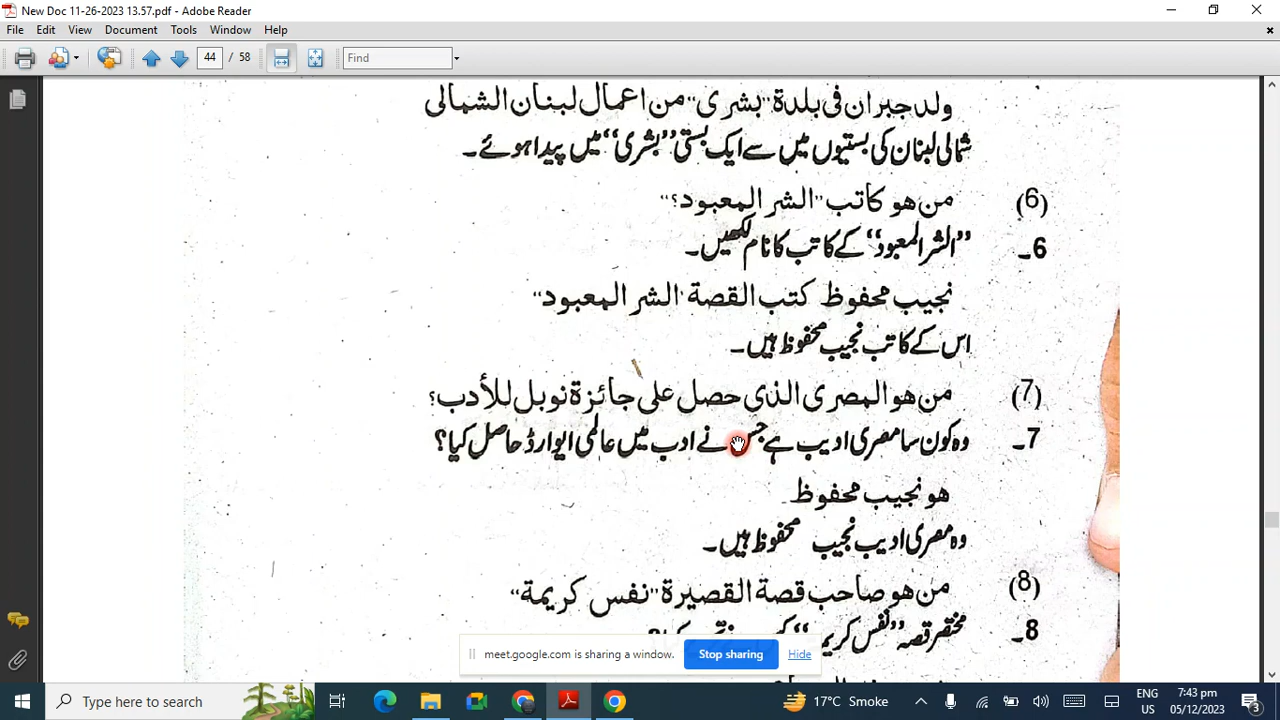 New Doc 11-26-2023 13.57.pdf - Adobe Reader
File Edit View Document Tools Window Help
44 / 58 Find
ولد جبران فی بلدة "بشری" من اعمال لبنان الشمالی
شمالی لبنان کی بستیوں میں سے ایک بستی "بشری" میں پیدا ہوئے۔
(6) من هو کاتب "الشر المعبود؟"
6۔ "الشر المعبود" کے کاتب کا نام لکھیں۔
نجیب محفوظ کتب القصة "الشر المعبود"
اس کے کاتب نجیب محفوظ ہیں۔
(7) من هو المصری الذي حصل علی جائزة نوبل للأدب؟
7۔ وہ کون سا مصری ادیب ہے جس نے ادب میں عالمی ایوارڈ حاصل کیا؟
هو نجیب محفوظ
وہ مصری ادیب نجیب محفوظ ہیں۔
(8) من هو صاحب قصة القصیرة "نفس کریمة"
8۔ مختصر قصہ "نفس کریمہ"
meet.google.com is sharing a window. Stop sharing Hide
Type here to search 17°C Smoke ENG US 7:43 pm 05/12/2023 3